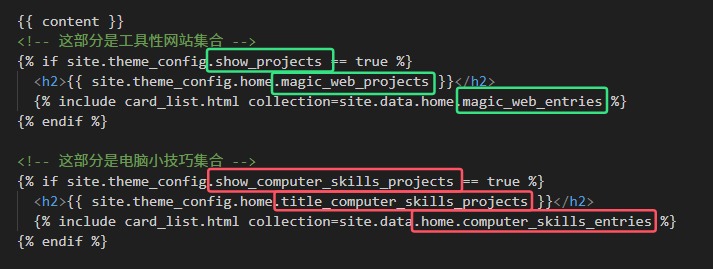 {{ content }}
<!-- 这部分是工具性网站集合 -->
{% if site.theme_config.show_projects == true %}
<h2>{{ site.theme_config.home.magic_web_projects }}</h2>
{% include card_list.html collection=site.data.home.magic_web_entries %}
{% endif %}
<!-- 这部分是电脑小技巧集合 -->
{% if site.theme_config.show_computer_skills_projects == true %}
<h2>{{ site.theme_config.home.title_computer_skills_projects }}</h2>
{% include card_list.html collection=site.data.home.computer_skills_entries %}
{% endif %}